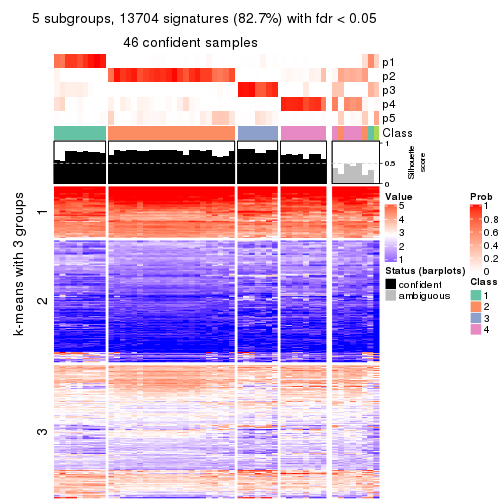 5 subgroups, 13704 signatures (82.7%) with fdr < 0.05
46 confident samples
p1
p2
p3
p4
p5
Class
1
0.5
0
Silhouette
score
k-means with 3 groups
1
2
3
Value
5
4
3
2
1
Status (barplots)
confident
ambiguous
Prob
1
0.8
0.6
0.4
0.2
0
Class
1
2
3
4